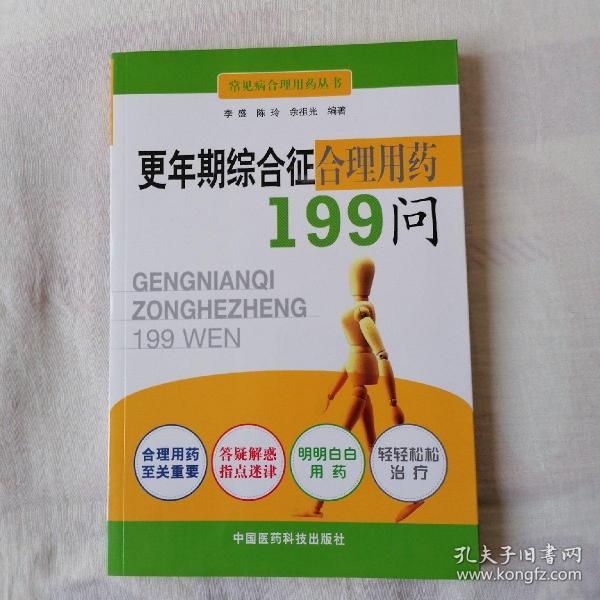 常见病合理用药丛书
李盛 陈玲 余祖光 编著
更年期综合征合理用药
199问
GENGNIANQI
ZONGHEZHENG
199 WEN
合理用药
至关重要
答疑解惑
指点迷津
明明白白
用药
轻轻松松
治疗
中国医药科技出版社
孔夫子旧书网
www.kongfz.com